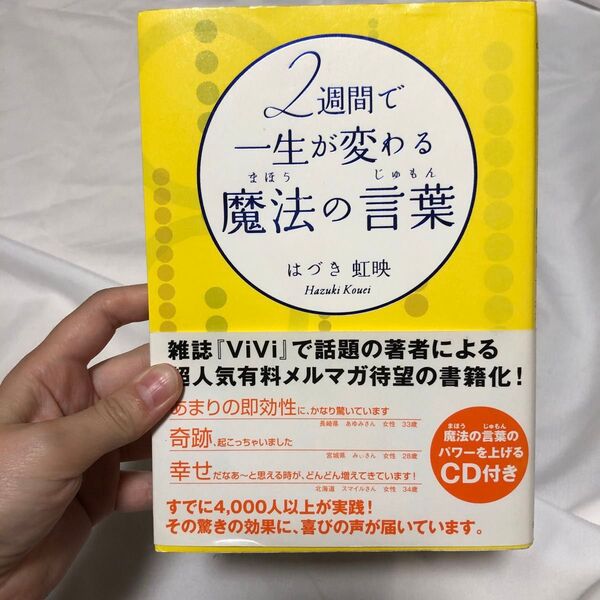 2週間で
一生が変わる
まほう じゅもん
魔法の言葉
はづき 虹映
Hazuki Kouei
雑誌『ViVi』で話題の著者による
超人気有料メルマガ待望の書籍化!
あまりの即効性に、かなり驚いています
長崎県 あゆみさん 女性 33歳
奇跡、起こっちゃいました
宮城県 みぃさん 女性 28歳
幸せだなあ〜と思える時が、どんどん増えてきています!
北海道 スマイルさん 女性 34歳
すでに4,000人以上が実践!
その驚きの効果に、喜びの声が届いています。
まほう じゅもん
魔法の言葉の
パワーを上げる
CD付き